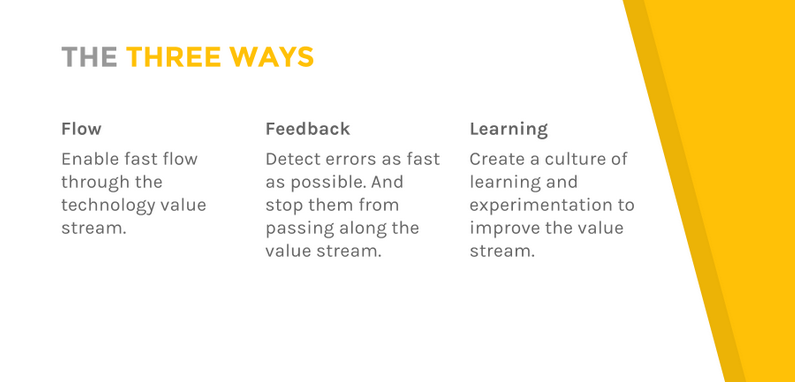 THE THREE WAYS
Flow
Enable fast flow
through the
technology value
stream.
Feedback
Detect errors as fast
as possible. And
stop them from
passing along the
value stream.
Learning
Create a culture of
learning and
experimentation to
improve the value
stream.